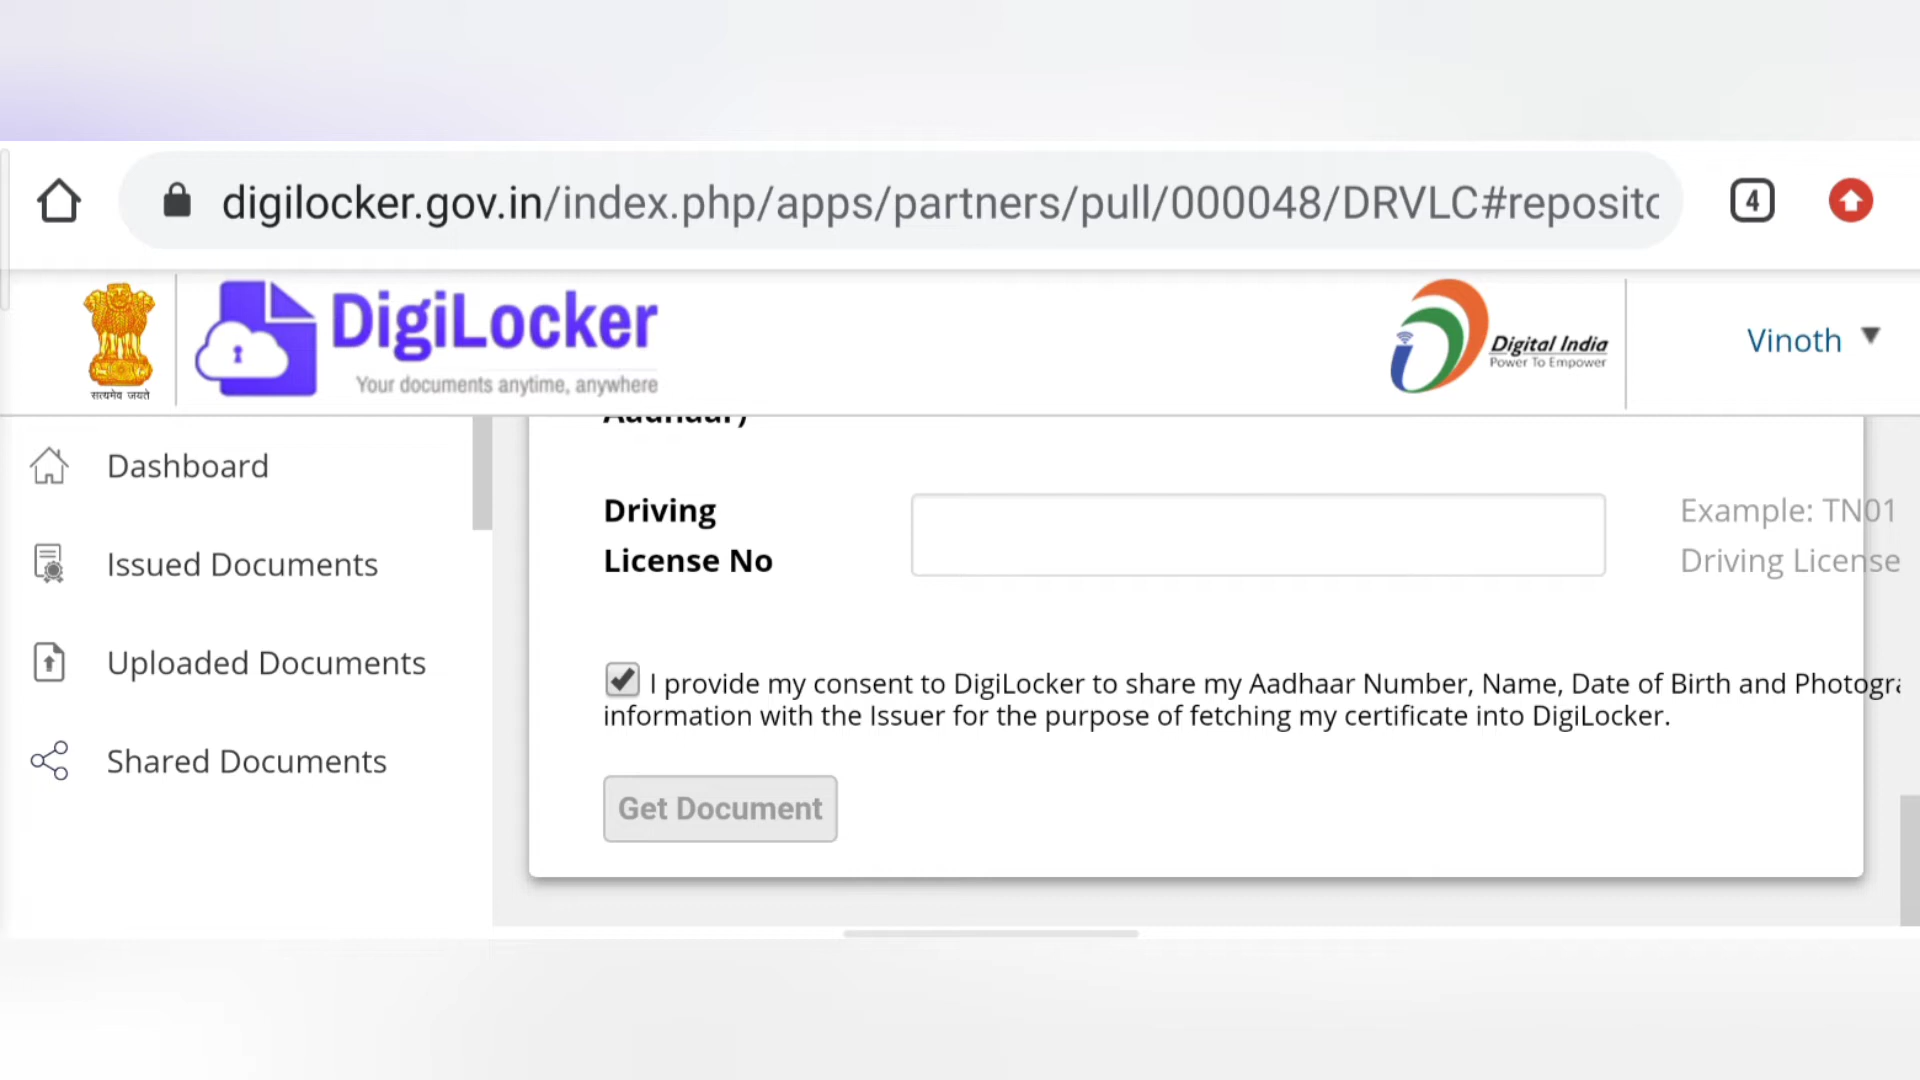 digilocker.gov.in/index.php/apps/partners/pull/000048/DRVLC#reposito
4
सत्यमेव जयते
DigiLocker
Your documents anytime, anywhere
Digital India
Power To Empower
Vinoth
Dashboard
Issued Documents
Uploaded Documents
Shared Documents
Aadhaar)
Driving
License No
Example: TN01
Driving License
I provide my consent to DigiLocker to share my Aadhaar Number, Name, Date of Birth and Photogra
information with the Issuer for the purpose of fetching my certificate into DigiLocker.
Get Document